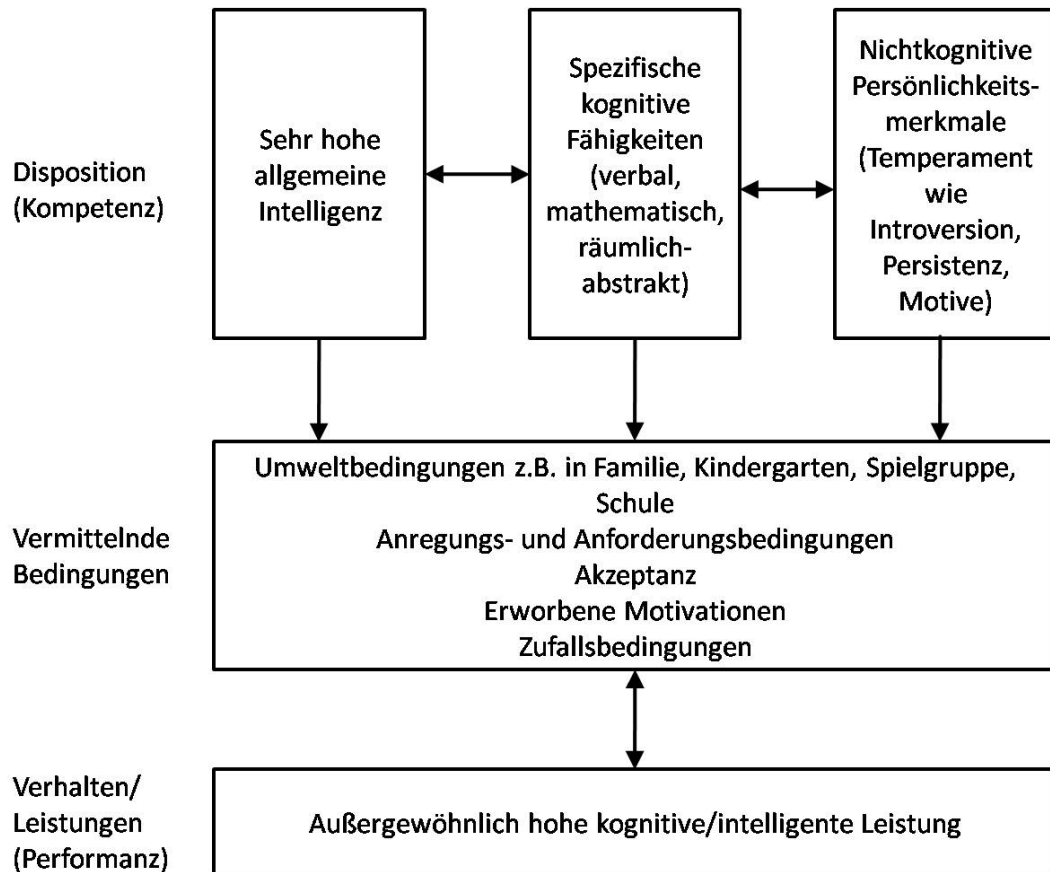 Disposition
(Kompetenz)
Sehr hohe
allgemeine
Intelligenz
Spezifische
kognitive
Fähigkeiten
(verbal,
mathematisch,
räumlich-
abstrakt)
Nichtkognitive
Persönlichkeits-
merkmale
(Temperament
wie
Introversion,
Persistenz,
Motive)
Vermittelnde
Bedingungen
Umweltbedingungen z.B. in Familie, Kindergarten, Spielgruppe,
Schule
Anregungs- und Anforderungsbedingungen
Akzeptanz
Erworbene Motivationen
Zufallsbedingungen
Verhalten/
Leistungen
(Performanz)
Außergewöhnlich hohe kognitive/intelligente Leistung